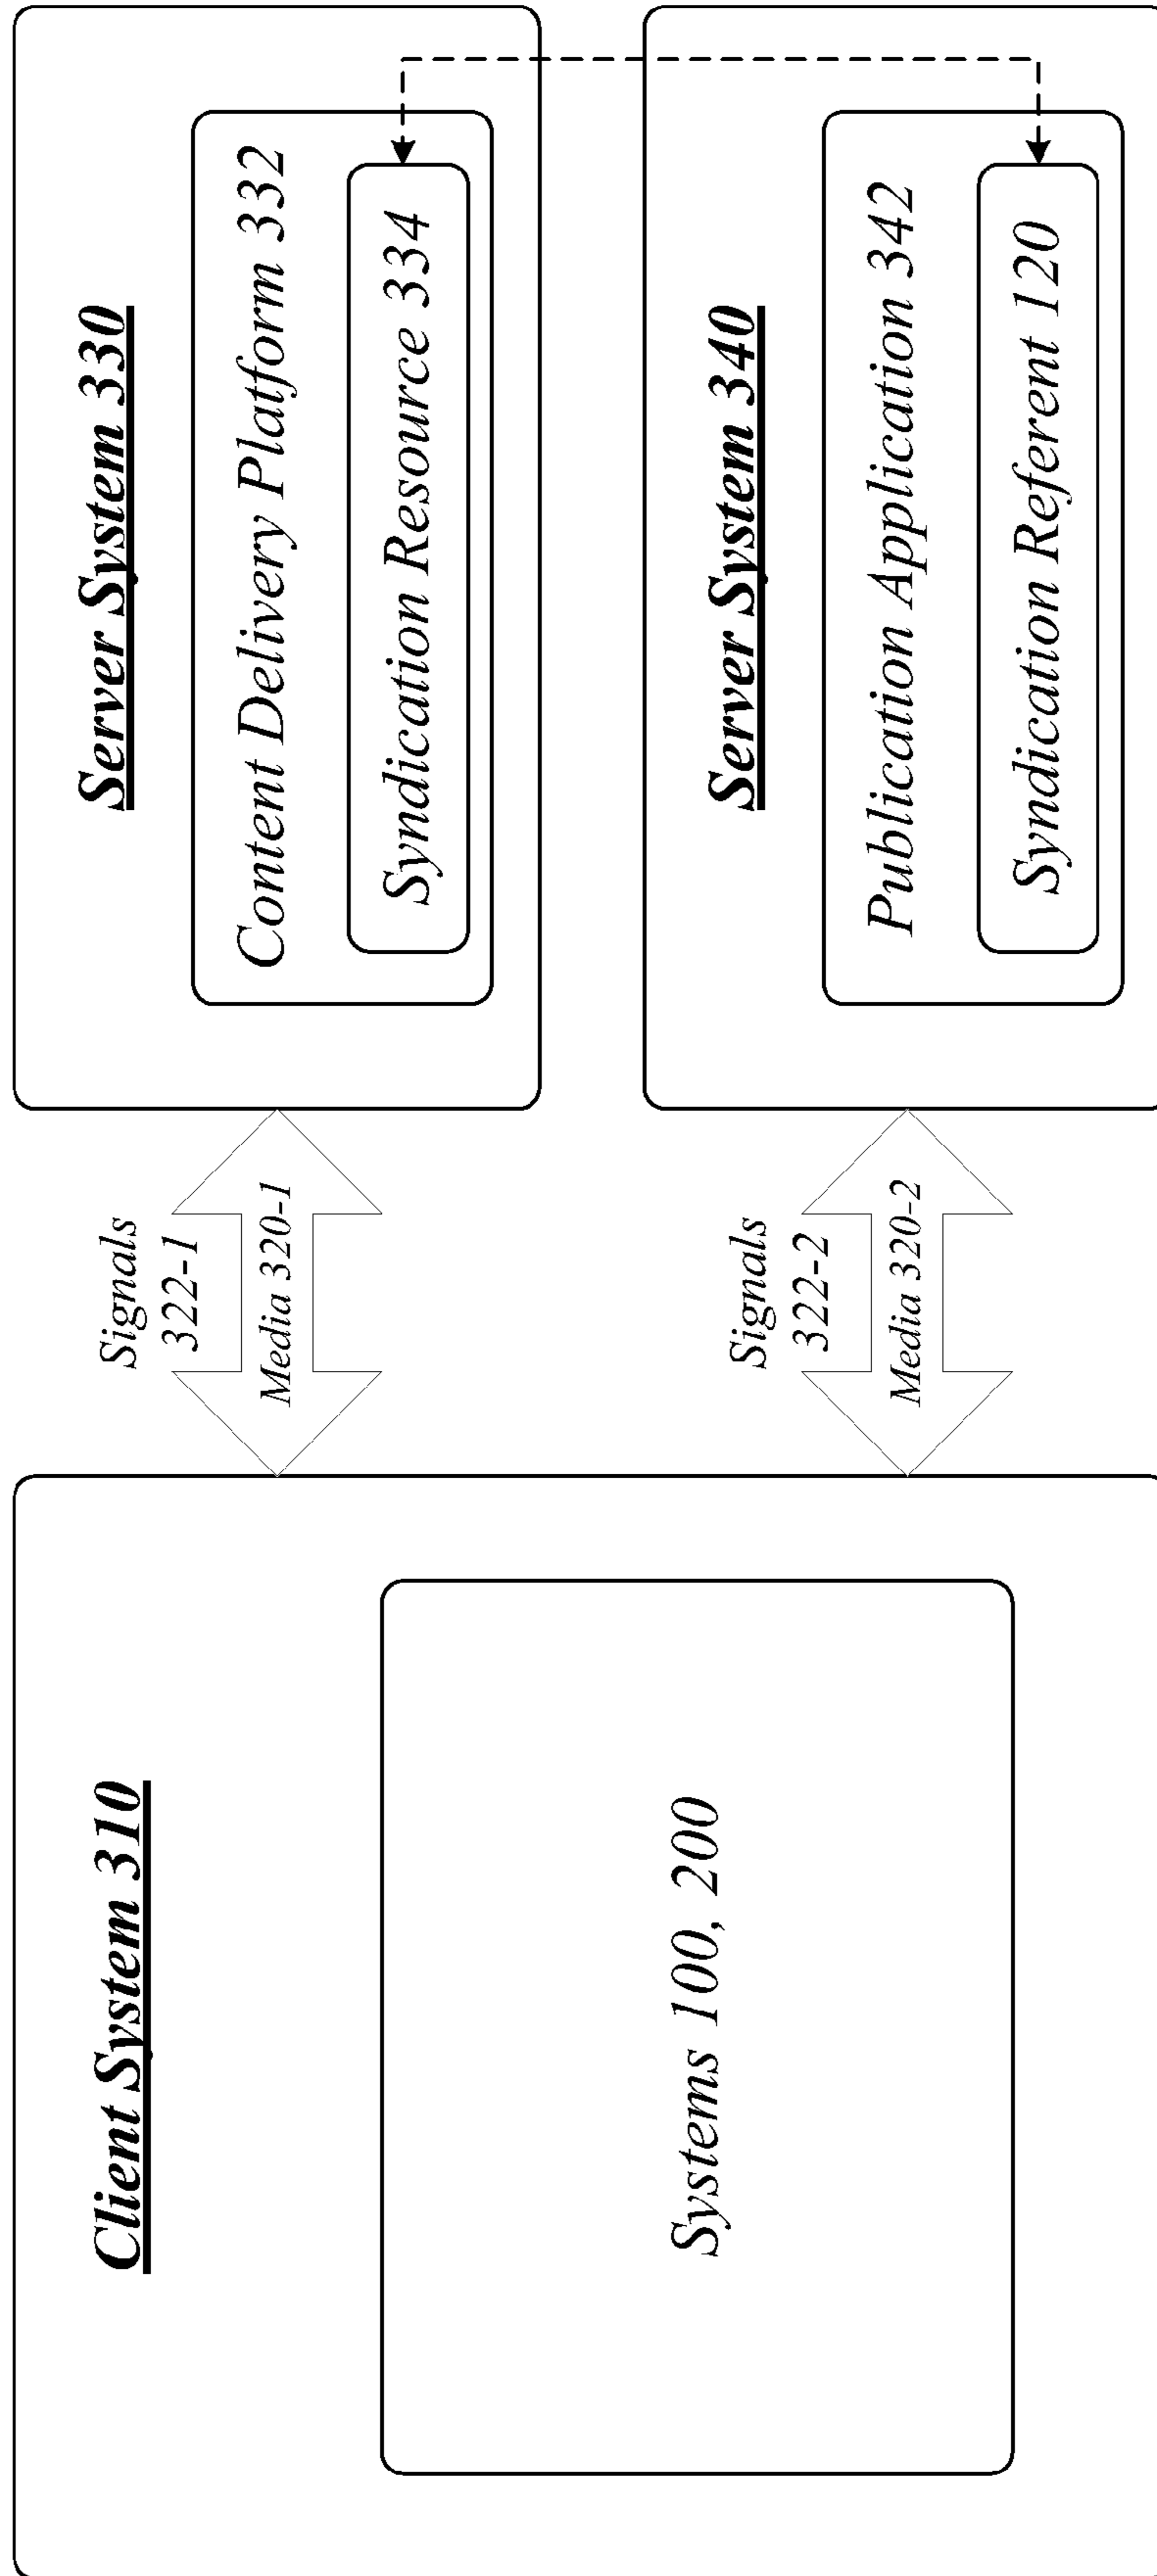 Client System 310
Systems 100, 200
Signals
322-1
Media 320-1
Signals
322-2
Media 320-2
Server System 330
Content Delivery Platform 332
Syndication Resource 334
Server System 340
Publication Application 342
Syndication Referent 120